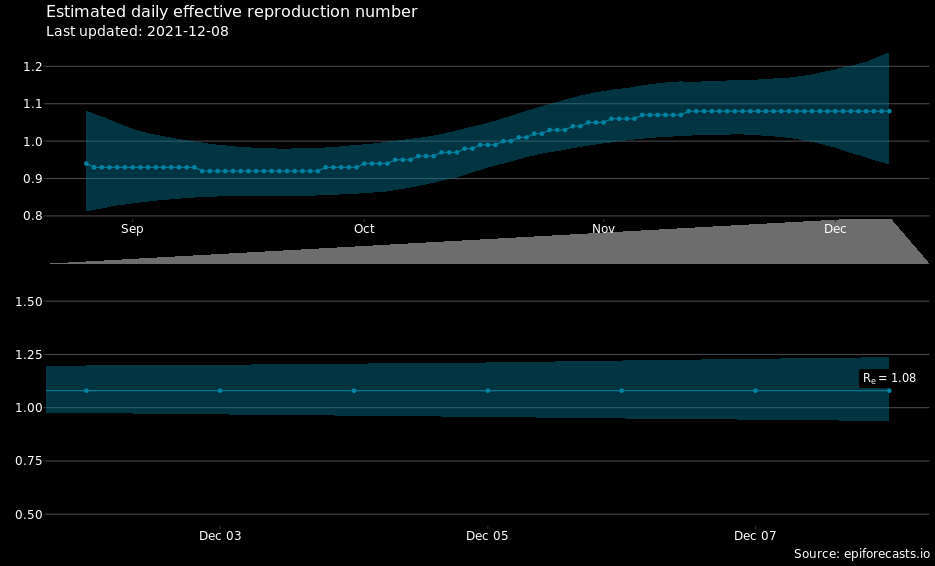 Estimated daily effective reproduction number
Last updated: 2021-12-08
1.2
1.1
1.0
0.9
0.8
Sep Oct Nov Dec
1.50
1.25
Re = 1.08
1.00
0.75
0.50
Dec 03 Dec 05 Dec 07
Source: epiforecasts.io